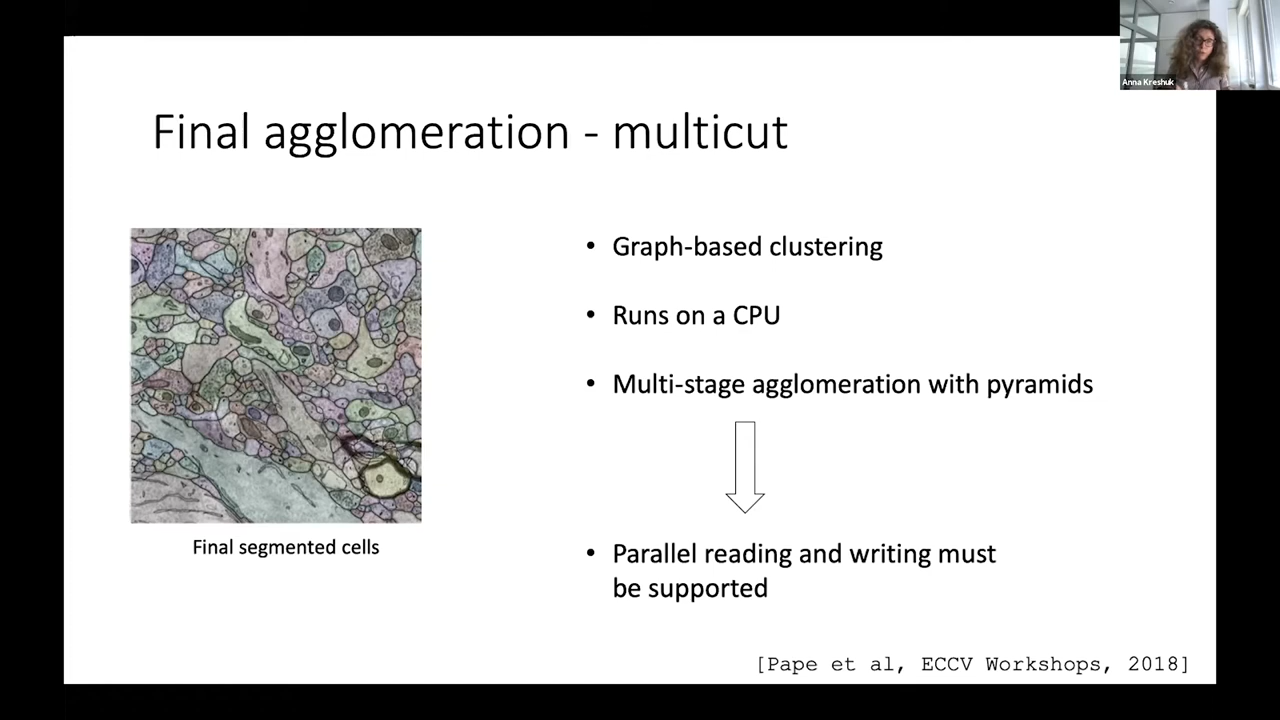 Anna Kreshuk
Final agglomeration - multicut
• Graph-based clustering
• Runs on a CPU
• Multi-stage agglomeration with pyramids
Final segmented cells
• Parallel reading and writing must
be supported
[Pape et al, ECCV Workshops, 2018]